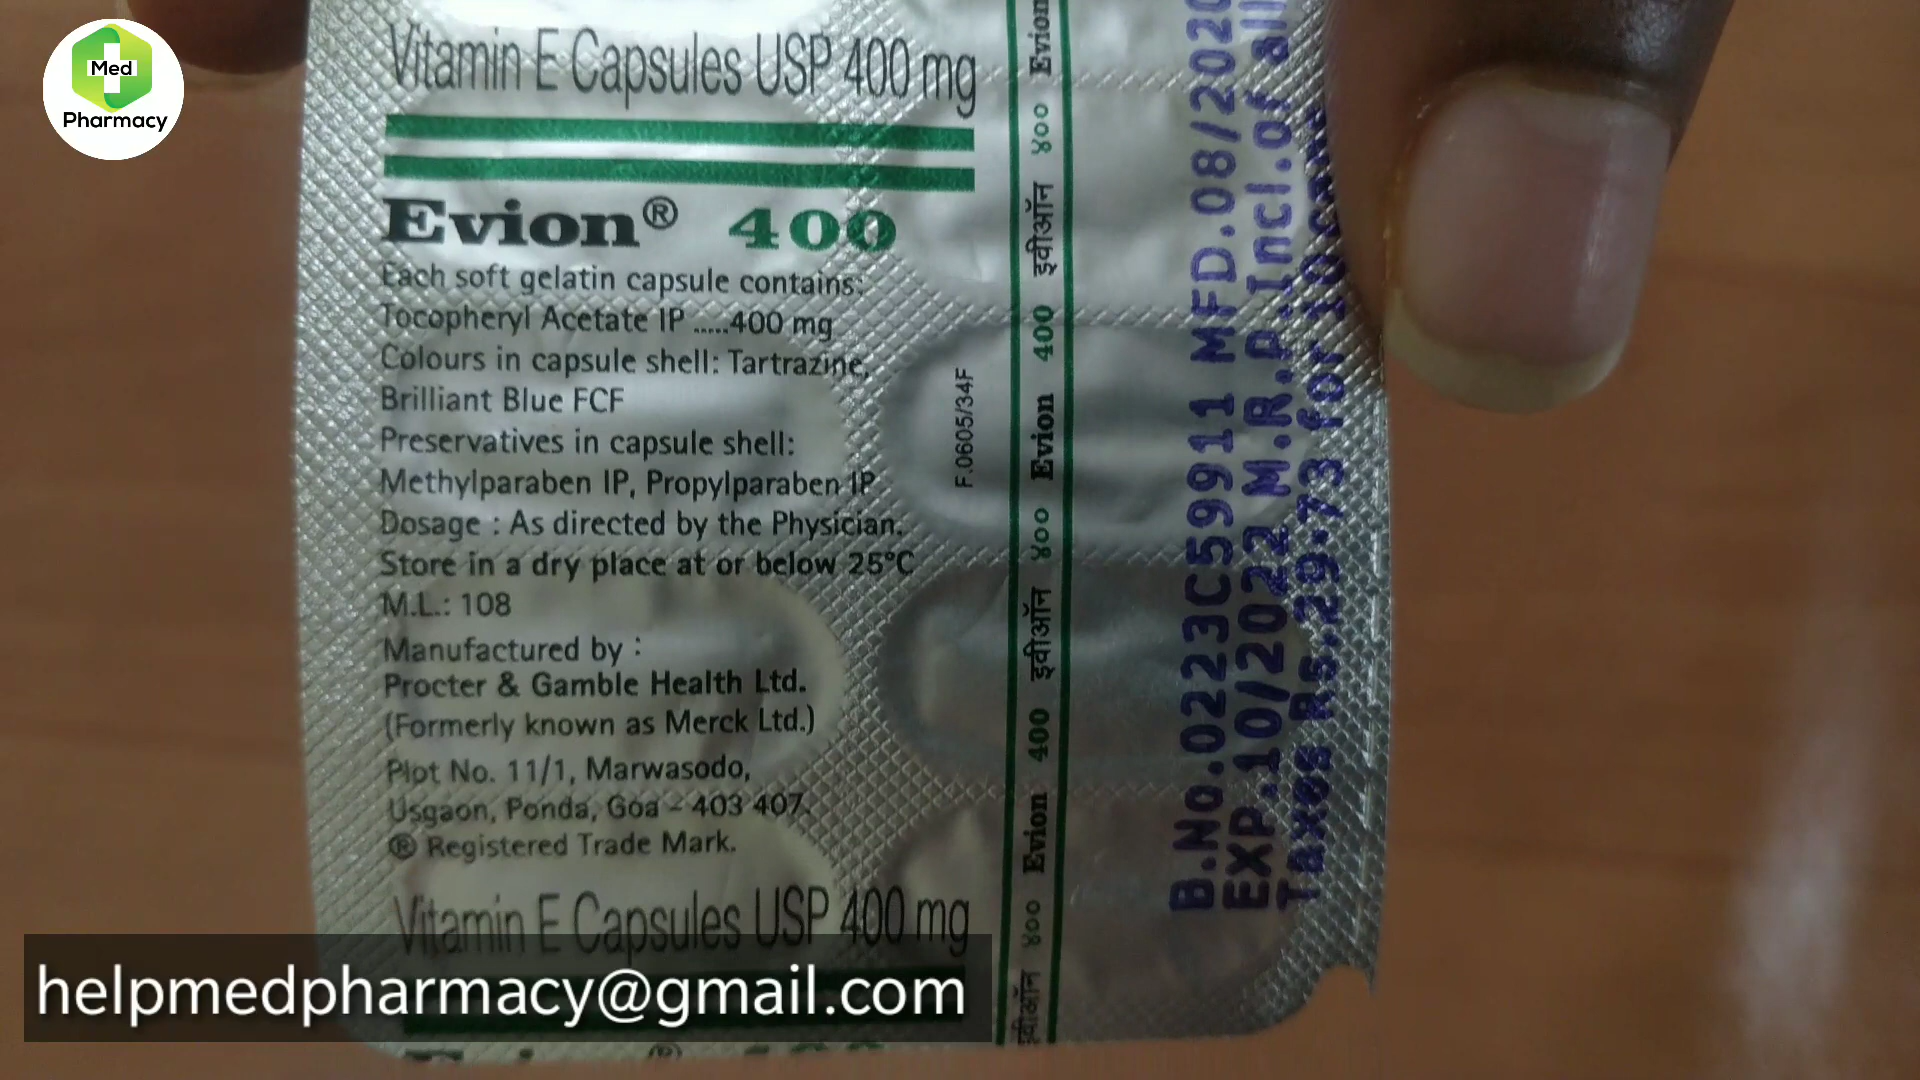 Med
Pharmacy
Vitamin E Capsules USP 400 mg
Evion® 400
Each soft gelatin capsule contains:
Tocopheryl Acetate IP .....400 mg
Colours in capsule shell: Tartrazine,
Brilliant Blue FCF
Preservatives in capsule shell:
Methylparaben IP, Propylparaben IP
Dosage : As directed by the Physician.
Store in a dry place at or below 25°C
M.L.: 108
Manufactured by :
Procter & Gamble Health Ltd.
(Formerly known as Merck Ltd.)
Plot No. 11/1, Marwasodo,
Usgaon, Ponda, Goa - 403 407.
® Registered Trade Mark.
Vitamin E Capsules USP 400 mg
F.0605/34F
इवीऑन ४०० Evion 400 इवीऑन ४०० Evion 400 इवीऑन ४०० Evion
B.No.0223C59911 MFD.08/2020
EXP.10/2022 M.R.P.Incl.of all
Taxes Rs.29.73 for
helpmedpharmacy@gmail.com